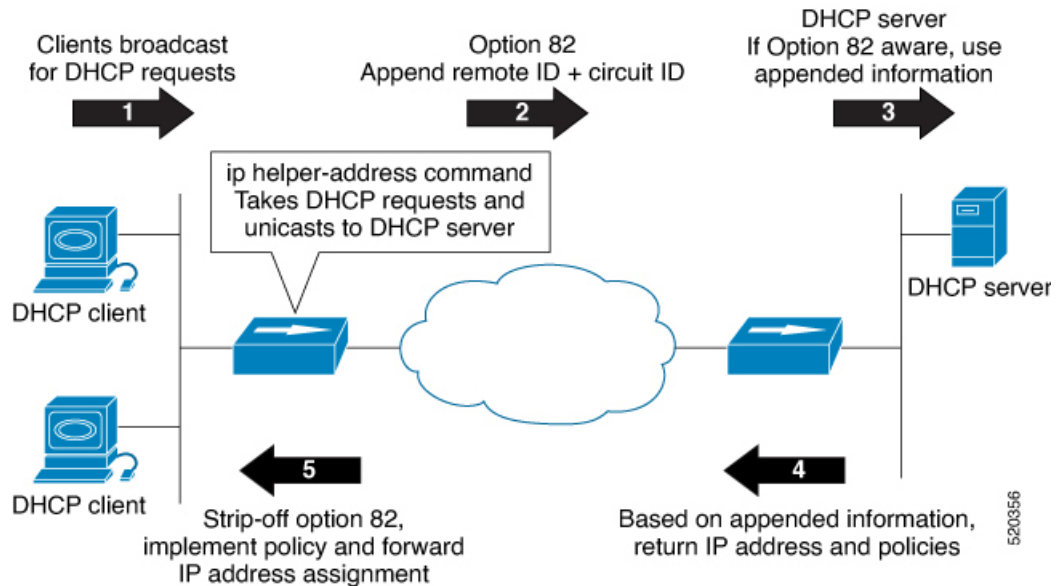 Clients broadcast
for DHCP requests
1
Option 82
Append remote ID + circuit ID
2
DHCP server
If Option 82 aware, use
appended information
3
ip helper-address command
Takes DHCP requests and
unicasts to DHCP server
DHCP client
DHCP server
DHCP client
5
Strip-off option 82,
implement policy and forward
IP address assignment
4
Based on appended information,
return IP address and policies
520356